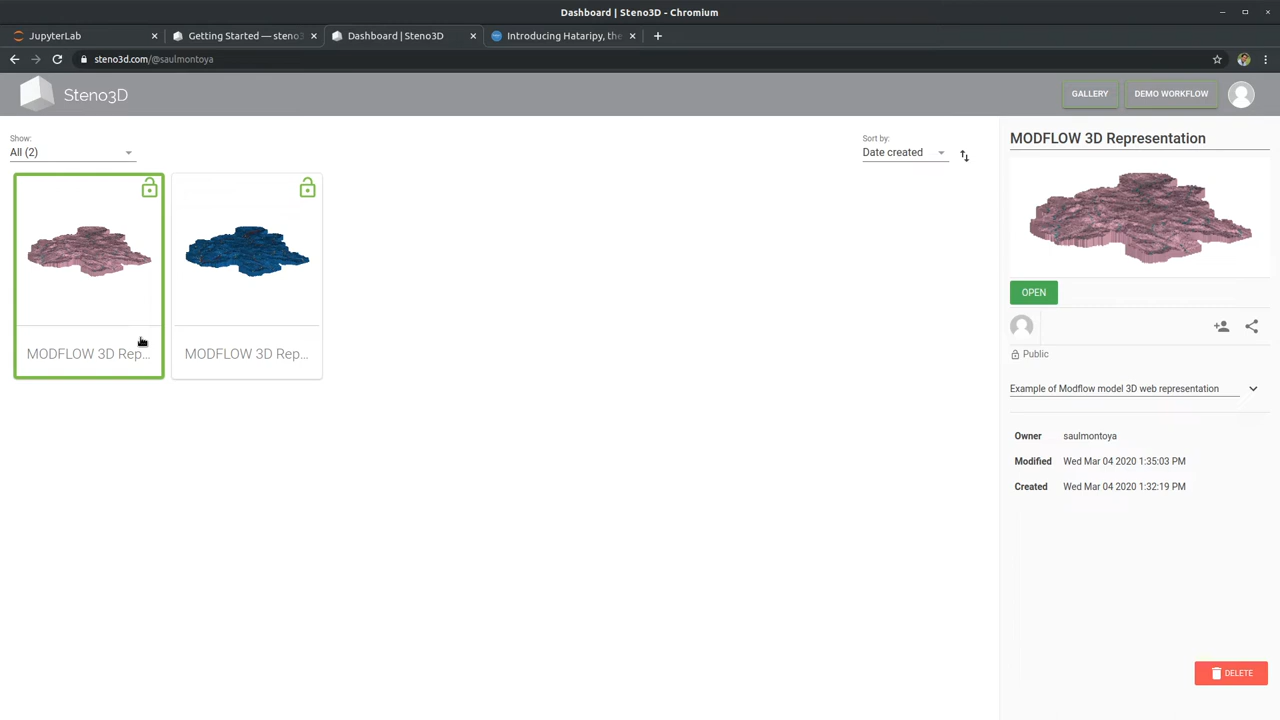 Dashboard | Steno3D - Chromium
JupyterLab
Getting Started — steno3
Dashboard | Steno3D
Introducing Hataripy, the
steno3d.com/@saulmontoya
Steno3D
GALLERY
DEMO WORKFLOW
Show:
All (2)
Sort by:
Date created
MODFLOW 3D Rep...
MODFLOW 3D Rep...
MODFLOW 3D Representation
OPEN
Public
Example of Modflow model 3D web representation
Owner saulmontoya
Modified Wed Mar 04 2020 1:35:03 PM
Created Wed Mar 04 2020 1:32:19 PM
DELETE